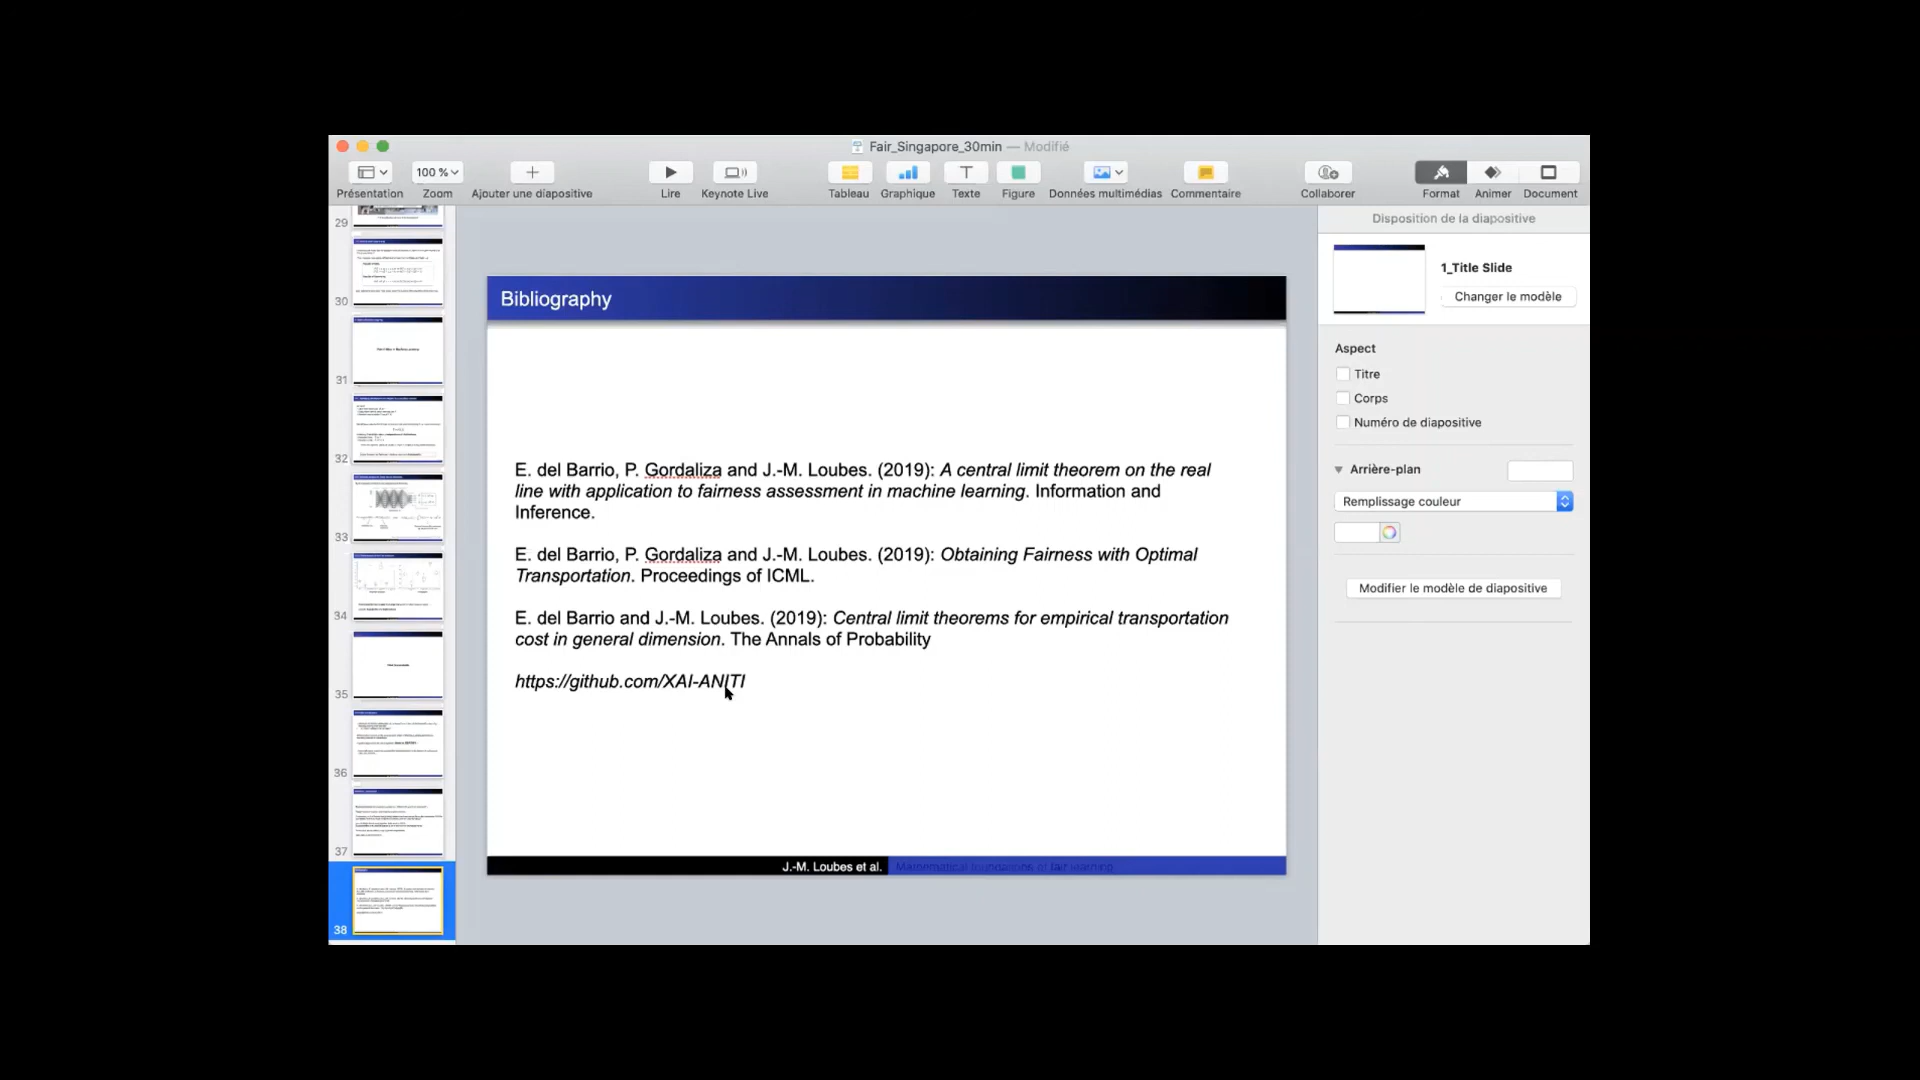 Fair_Singapore_30min — Modifié
100 %
Présentation Zoom Ajouter une diapositive Lire Keynote Live Tableau Graphique Texte Figure Données multimédias Commentaire Collaborer Format Animer Document
Disposition de la diapositive
1_Title Slide
Changer le modèle
Aspect
Titre
Corps
Numéro de diapositive
Arrière-plan
Remplissage couleur
Modifier le modèle de diapositive
29
30
31
32
33
34
35
36
37
38
Bibliography
E. del Barrio, P. Gordaliza and J.-M. Loubes. (2019): A central limit theorem on the real
line with application to fairness assessment in machine learning. Information and
Inference.
E. del Barrio, P. Gordaliza and J.-M. Loubes. (2019): Obtaining Fairness with Optimal
Transportation. Proceedings of ICML.
E. del Barrio and J.-M. Loubes. (2019): Central limit theorems for empirical transportation
cost in general dimension. The Annals of Probability
https://github.com/XAI-ANITI
J.-M. Loubes et al. Mathematical foundations of fair learning